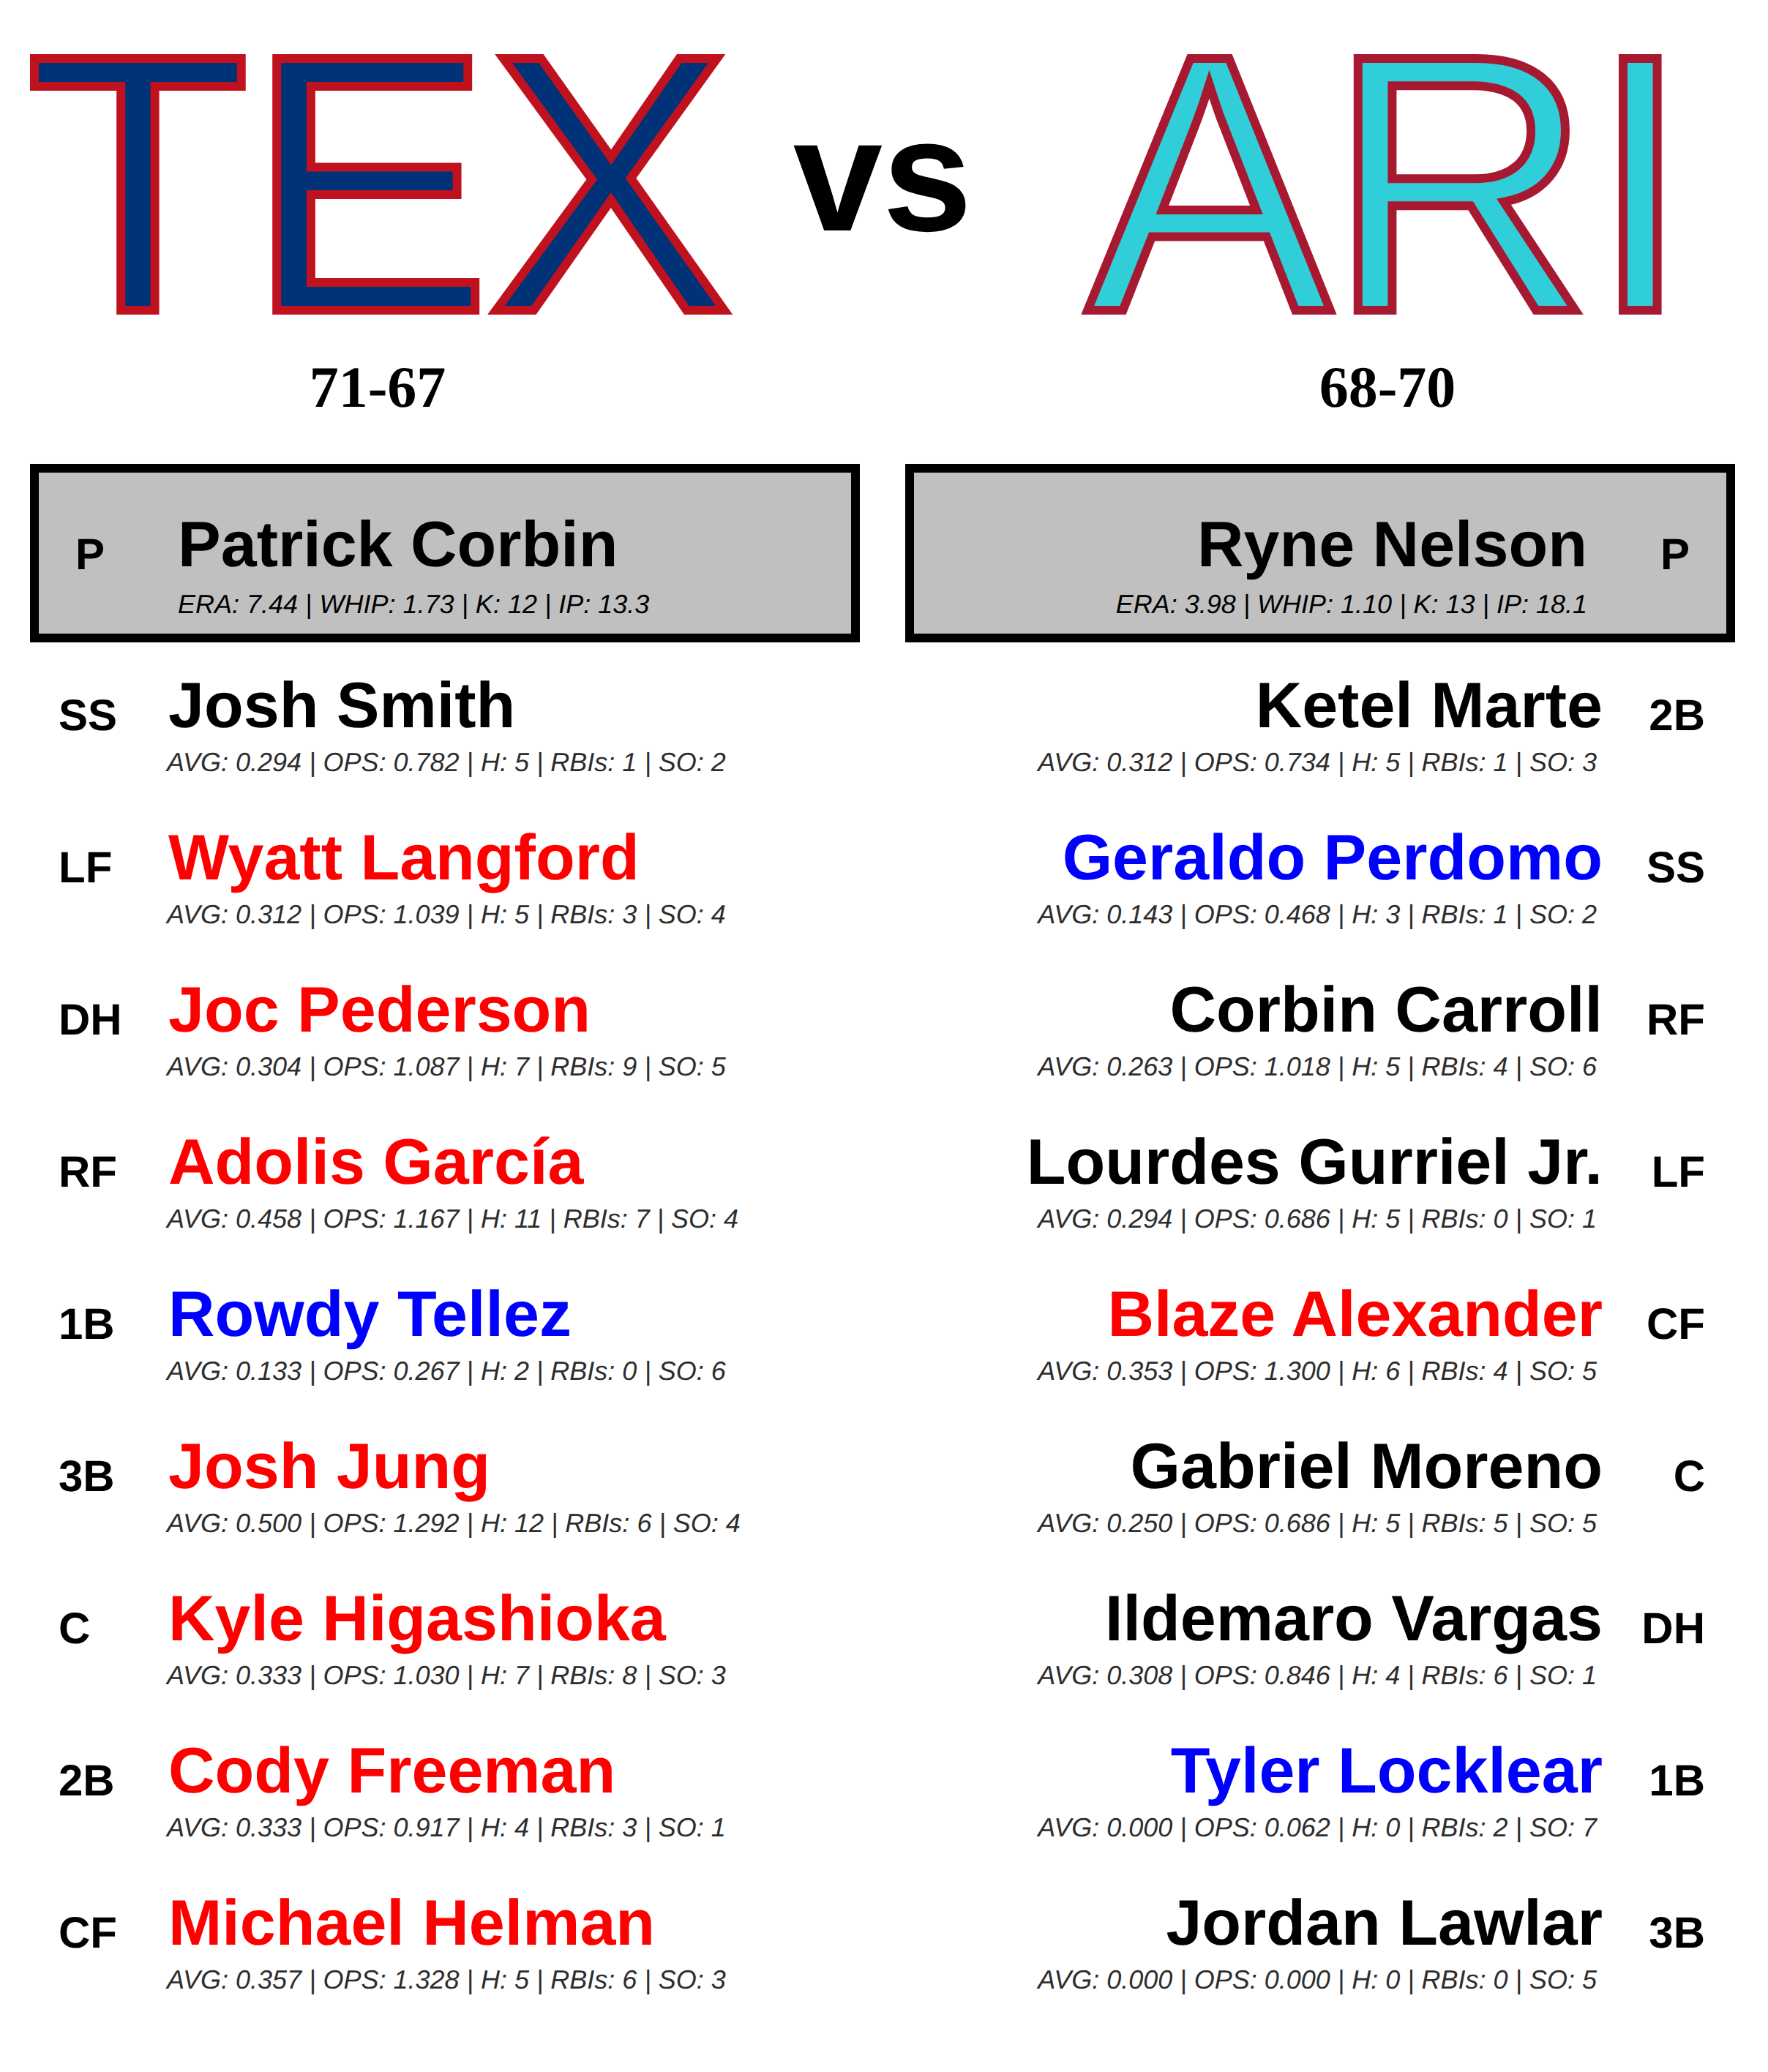 TEX vs ARI
71-67
68-70
P Patrick Corbin
ERA: 7.44 | WHIP: 1.73 | K: 12 | IP: 13.3
Ryne Nelson P
ERA: 3.98 | WHIP: 1.10 | K: 13 | IP: 18.1
SS Josh Smith
AVG: 0.294 | OPS: 0.782 | H: 5 | RBIs: 1 | SO: 2
LF Wyatt Langford
AVG: 0.312 | OPS: 1.039 | H: 5 | RBIs: 3 | SO: 4
DH Joc Pederson
AVG: 0.304 | OPS: 1.087 | H: 7 | RBIs: 9 | SO: 5
RF Adolis García
AVG: 0.458 | OPS: 1.167 | H: 11 | RBIs: 7 | SO: 4
1B Rowdy Tellez
AVG: 0.133 | OPS: 0.267 | H: 2 | RBIs: 0 | SO: 6
3B Josh Jung
AVG: 0.500 | OPS: 1.292 | H: 12 | RBIs: 6 | SO: 4
C Kyle Higashioka
AVG: 0.333 | OPS: 1.030 | H: 7 | RBIs: 8 | SO: 3
2B Cody Freeman
AVG: 0.333 | OPS: 0.917 | H: 4 | RBIs: 3 | SO: 1
CF Michael Helman
AVG: 0.357 | OPS: 1.328 | H: 5 | RBIs: 6 | SO: 3
Ketel Marte 2B
AVG: 0.312 | OPS: 0.734 | H: 5 | RBIs: 1 | SO: 3
Geraldo Perdomo SS
AVG: 0.143 | OPS: 0.468 | H: 3 | RBIs: 1 | SO: 2
Corbin Carroll RF
AVG: 0.263 | OPS: 1.018 | H: 5 | RBIs: 4 | SO: 6
Lourdes Gurriel Jr. LF
AVG: 0.294 | OPS: 0.686 | H: 5 | RBIs: 0 | SO: 1
Blaze Alexander CF
AVG: 0.353 | OPS: 1.300 | H: 6 | RBIs: 4 | SO: 5
Gabriel Moreno C
AVG: 0.250 | OPS: 0.686 | H: 5 | RBIs: 5 | SO: 5
Ildemaro Vargas DH
AVG: 0.308 | OPS: 0.846 | H: 4 | RBIs: 6 | SO: 1
Tyler Locklear 1B
AVG: 0.000 | OPS: 0.062 | H: 0 | RBIs: 2 | SO: 7
Jordan Lawlar 3B
AVG: 0.000 | OPS: 0.000 | H: 0 | RBIs: 0 | SO: 5